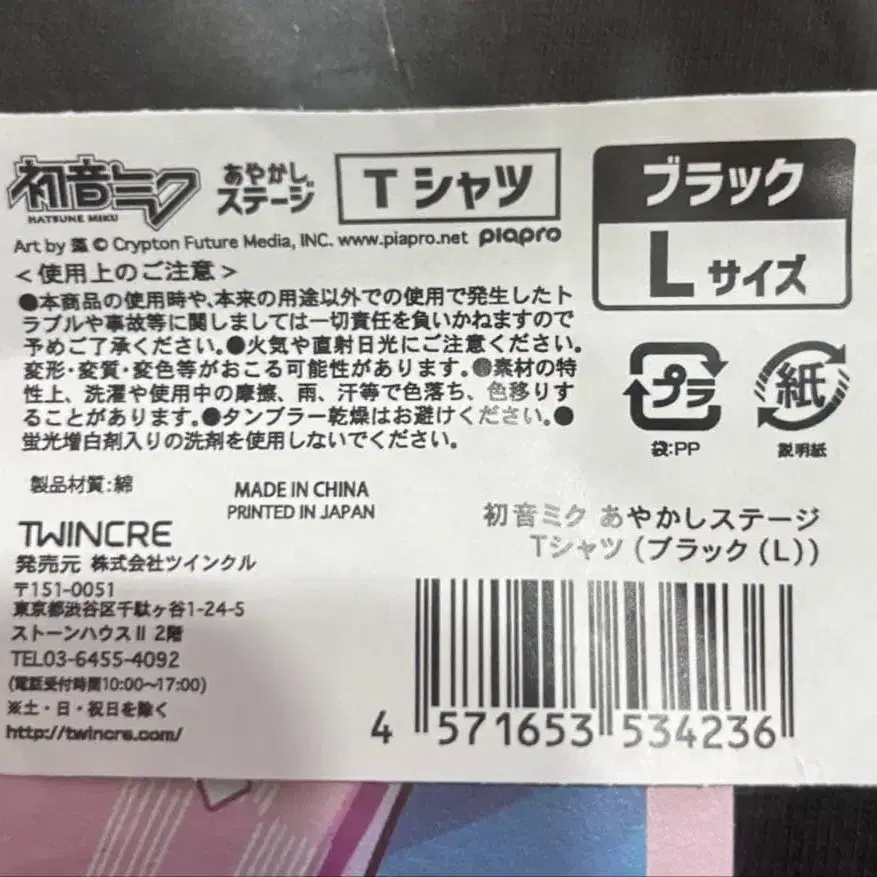 初音ミク
HATSUNE MIKU
あやかし
ステージ
Tシャツ
ブラック
Lサイズ
Art by 藻 © Crypton Future Media, INC. www.piapro.net piapro
<使用上のご注意>
●本商品の使用時や、本来の用途以外での使用で発生したト
ラブルや事故等に関しましては一切責任を負いかねますので
予めご了承ください。●火気や直射日光にご注意ください。
変形・変質・変色等がおこる可能性があります。●素材の特
性上、洗濯や使用中の摩擦、雨、汗等で色落ち、色移りす
ることがあります。●タンブラー乾燥はお避けください。●
蛍光増白剤入りの洗剤を使用しないでください。
プラ
袋:PP
紙
説明紙
製品材質:綿
MADE IN CHINA
PRINTED IN JAPAN
TWINCRE
発売元 株式会社ツインクル
〒151-0051
東京都渋谷区千駄ヶ谷1-24-5
ストーンハウスⅡ 2階
TEL03-6455-4092
(電話受付時間10:00～17:00)
※土・日・祝日を除く
http://twincre.com/
初音ミク あやかしステージ
Tシャツ (ブラック (L))
4 571653 534236